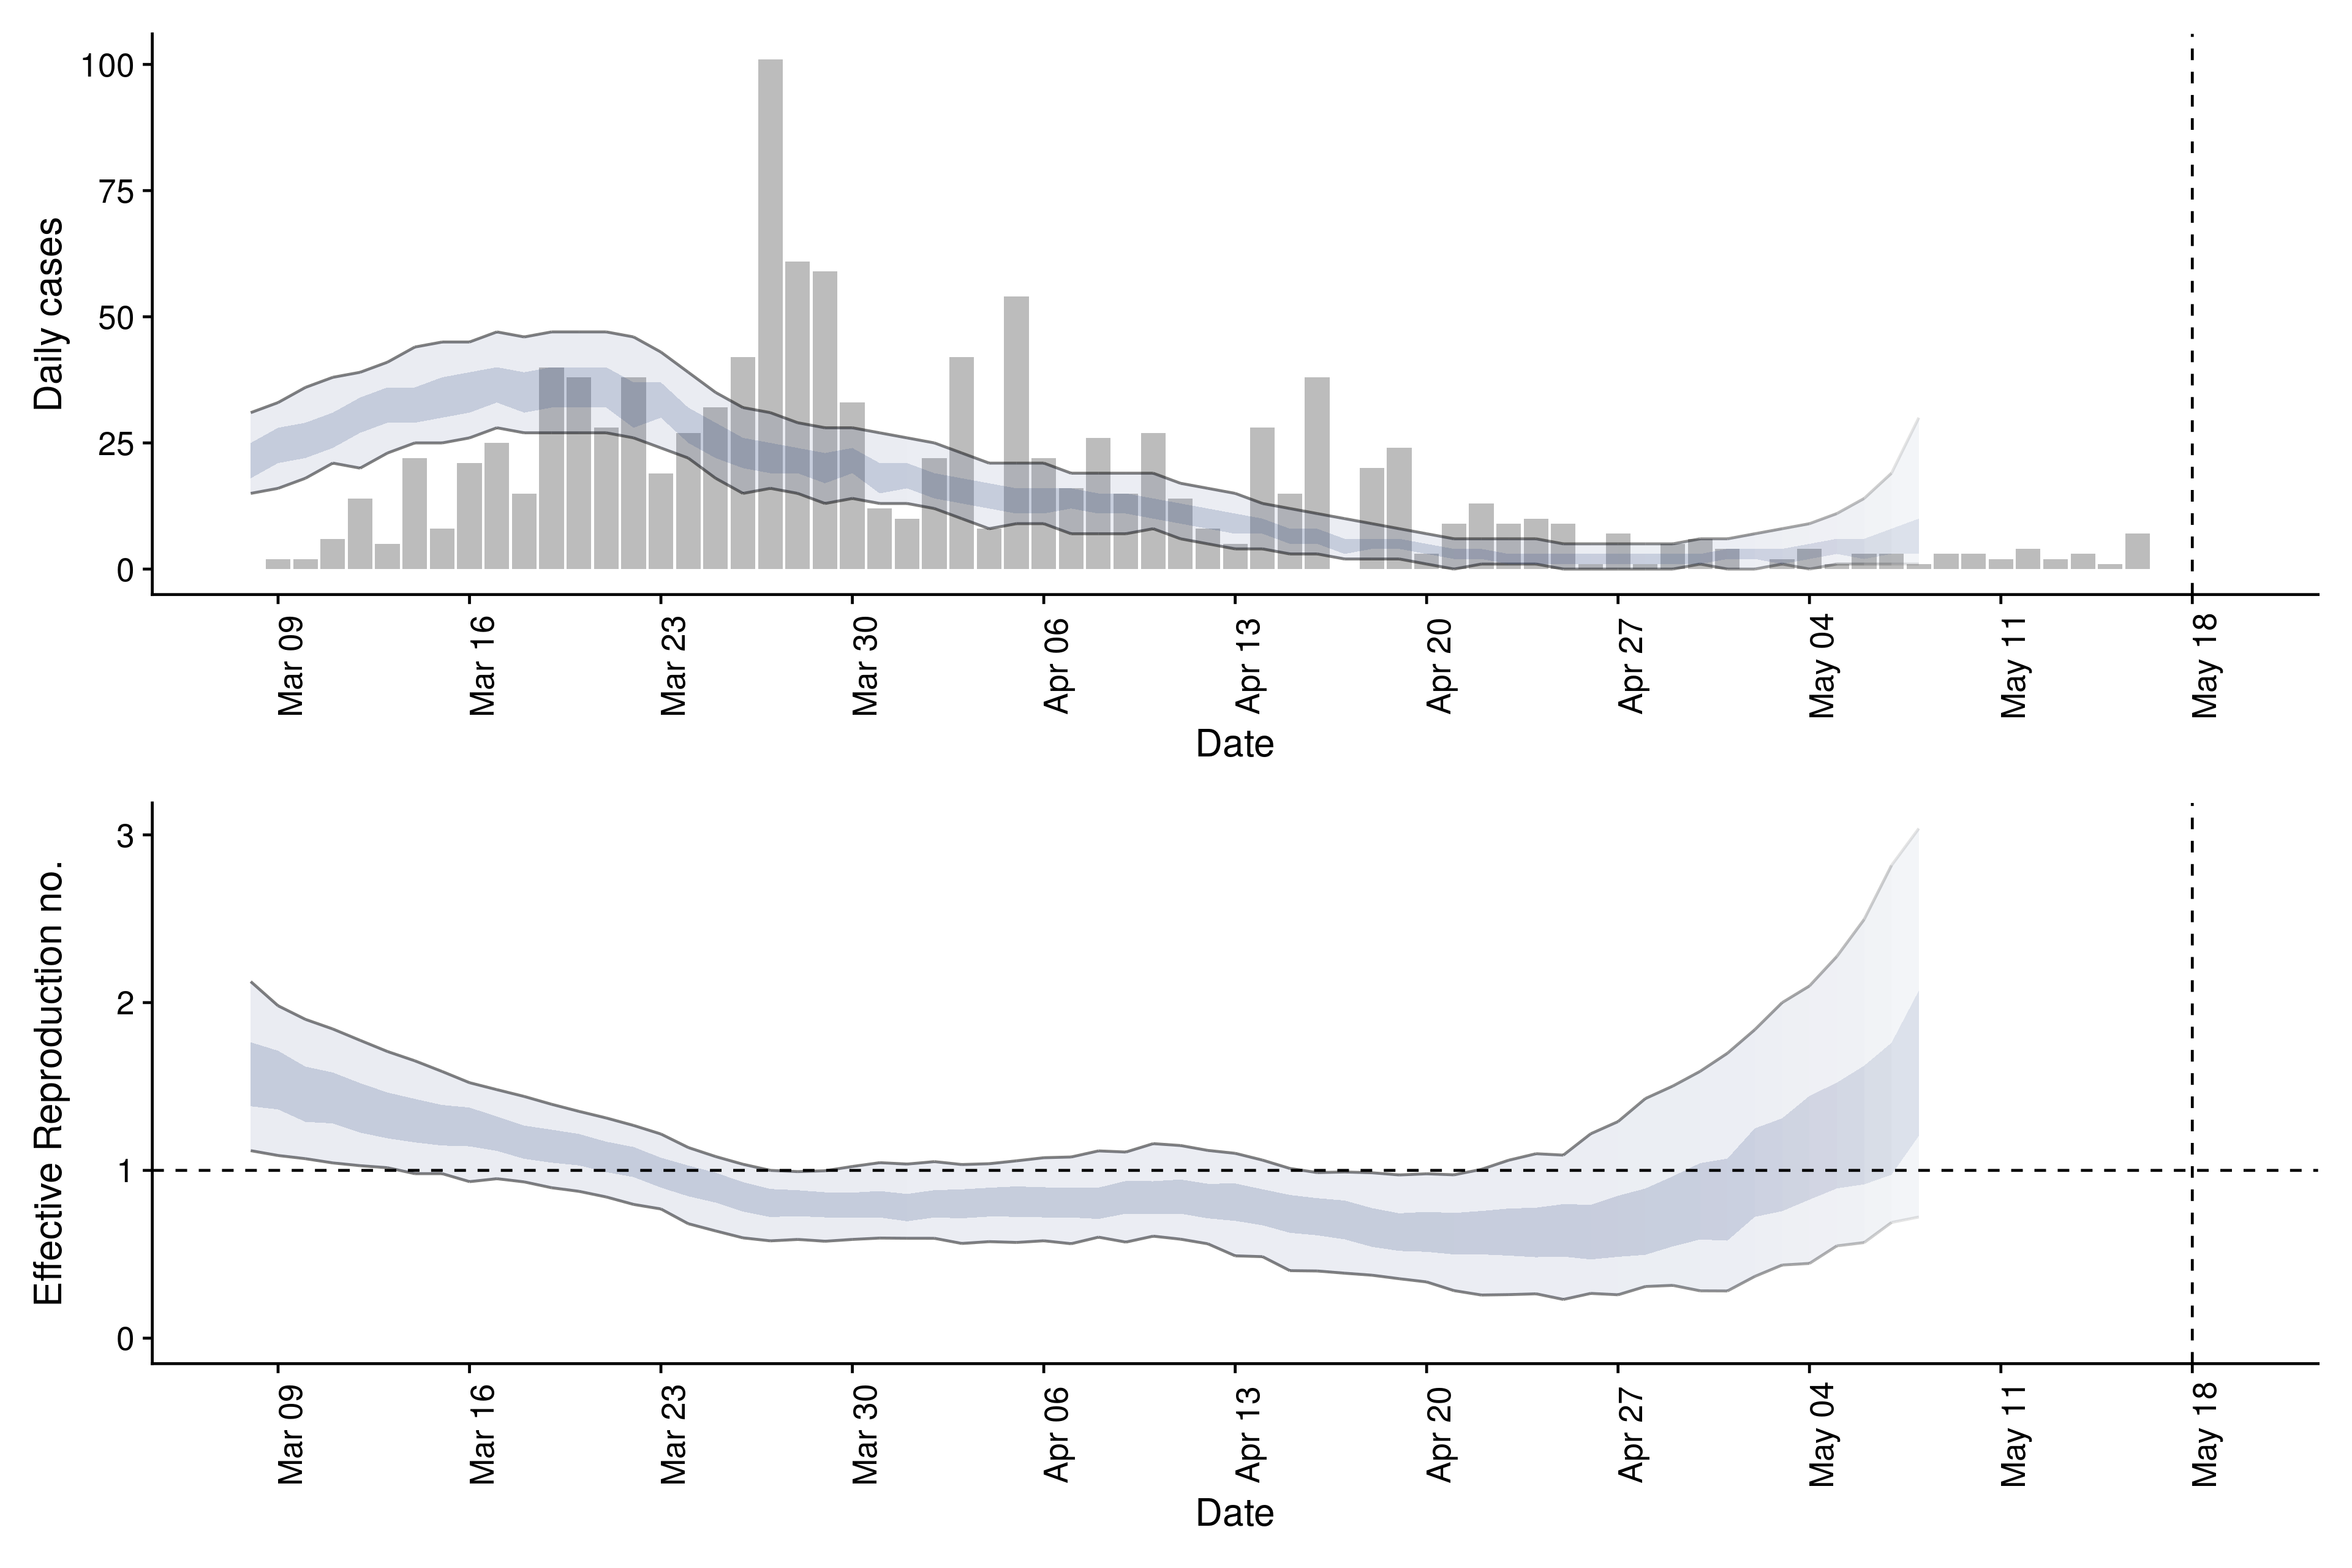 Daily cases
100
75
50
25
0
Mar 09
Mar 16
Mar 23
Mar 30
Apr 06
Apr 13
Apr 20
Apr 27
May 04
May 11
May 18
Date
Effective Reproduction no.
3
2
1
0
Mar 09
Mar 16
Mar 23
Mar 30
Apr 06
Apr 13
Apr 20
Apr 27
May 04
May 11
May 18
Date